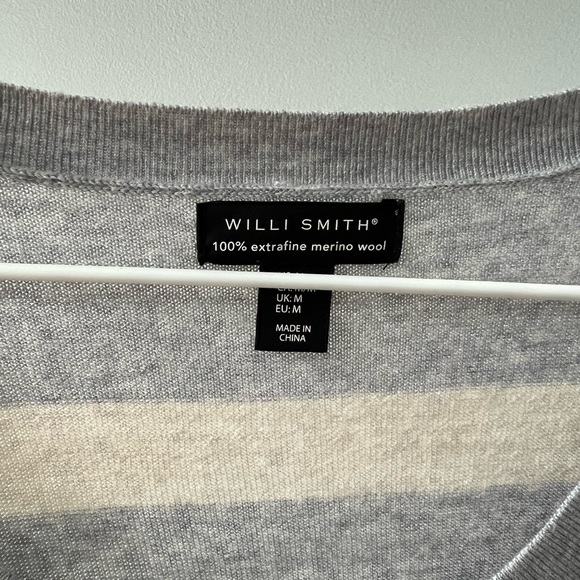 WILLI SMITH®
100% extrafine merino wool
UK: M
EU: M
MADE IN
CHINA